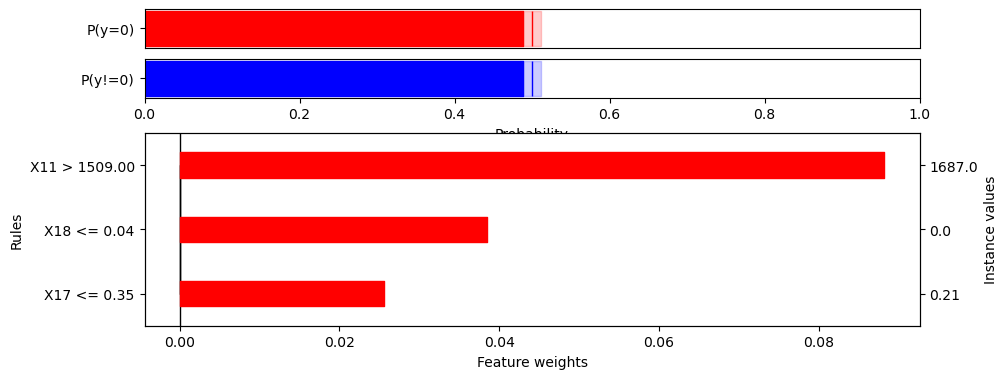 P(y=0)
P(y!=0)
0.0 0.2 0.4 0.6 0.8 1.0
Probability
X11 > 1509.00 1687.0
X18 <= 0.04 0.0
X17 <= 0.35 0.21
Rules
Instance values
0.00 0.02 0.04 0.06 0.08
Feature weights